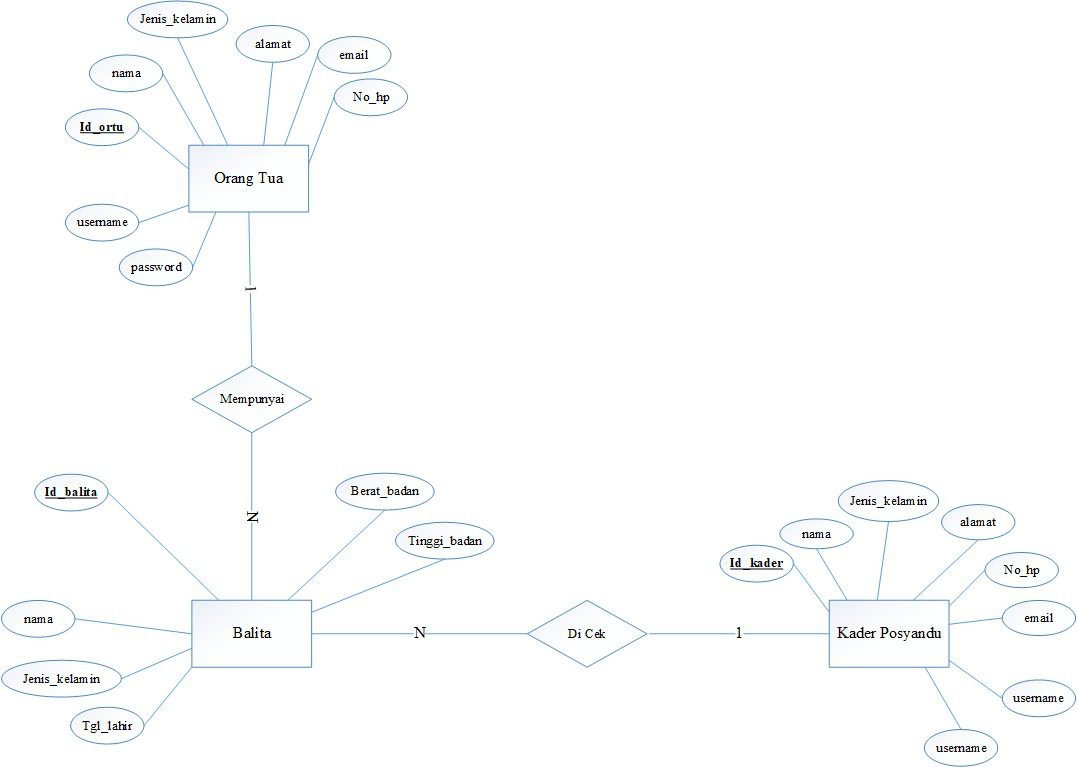 Jenis_kelamin
alamat
email
nama
No_hp
Id_ortu
Orang Tua
username
password
1
Mempunyai
N
Id_balita
Berat_badan
Tinggi_badan
nama
Balita
Jenis_kelamin
Tgl_lahir
N
Di Cek
1
Jenis_kelamin
alamat
nama
Id_kader
No_hp
email
Kader Posyandu
username
username